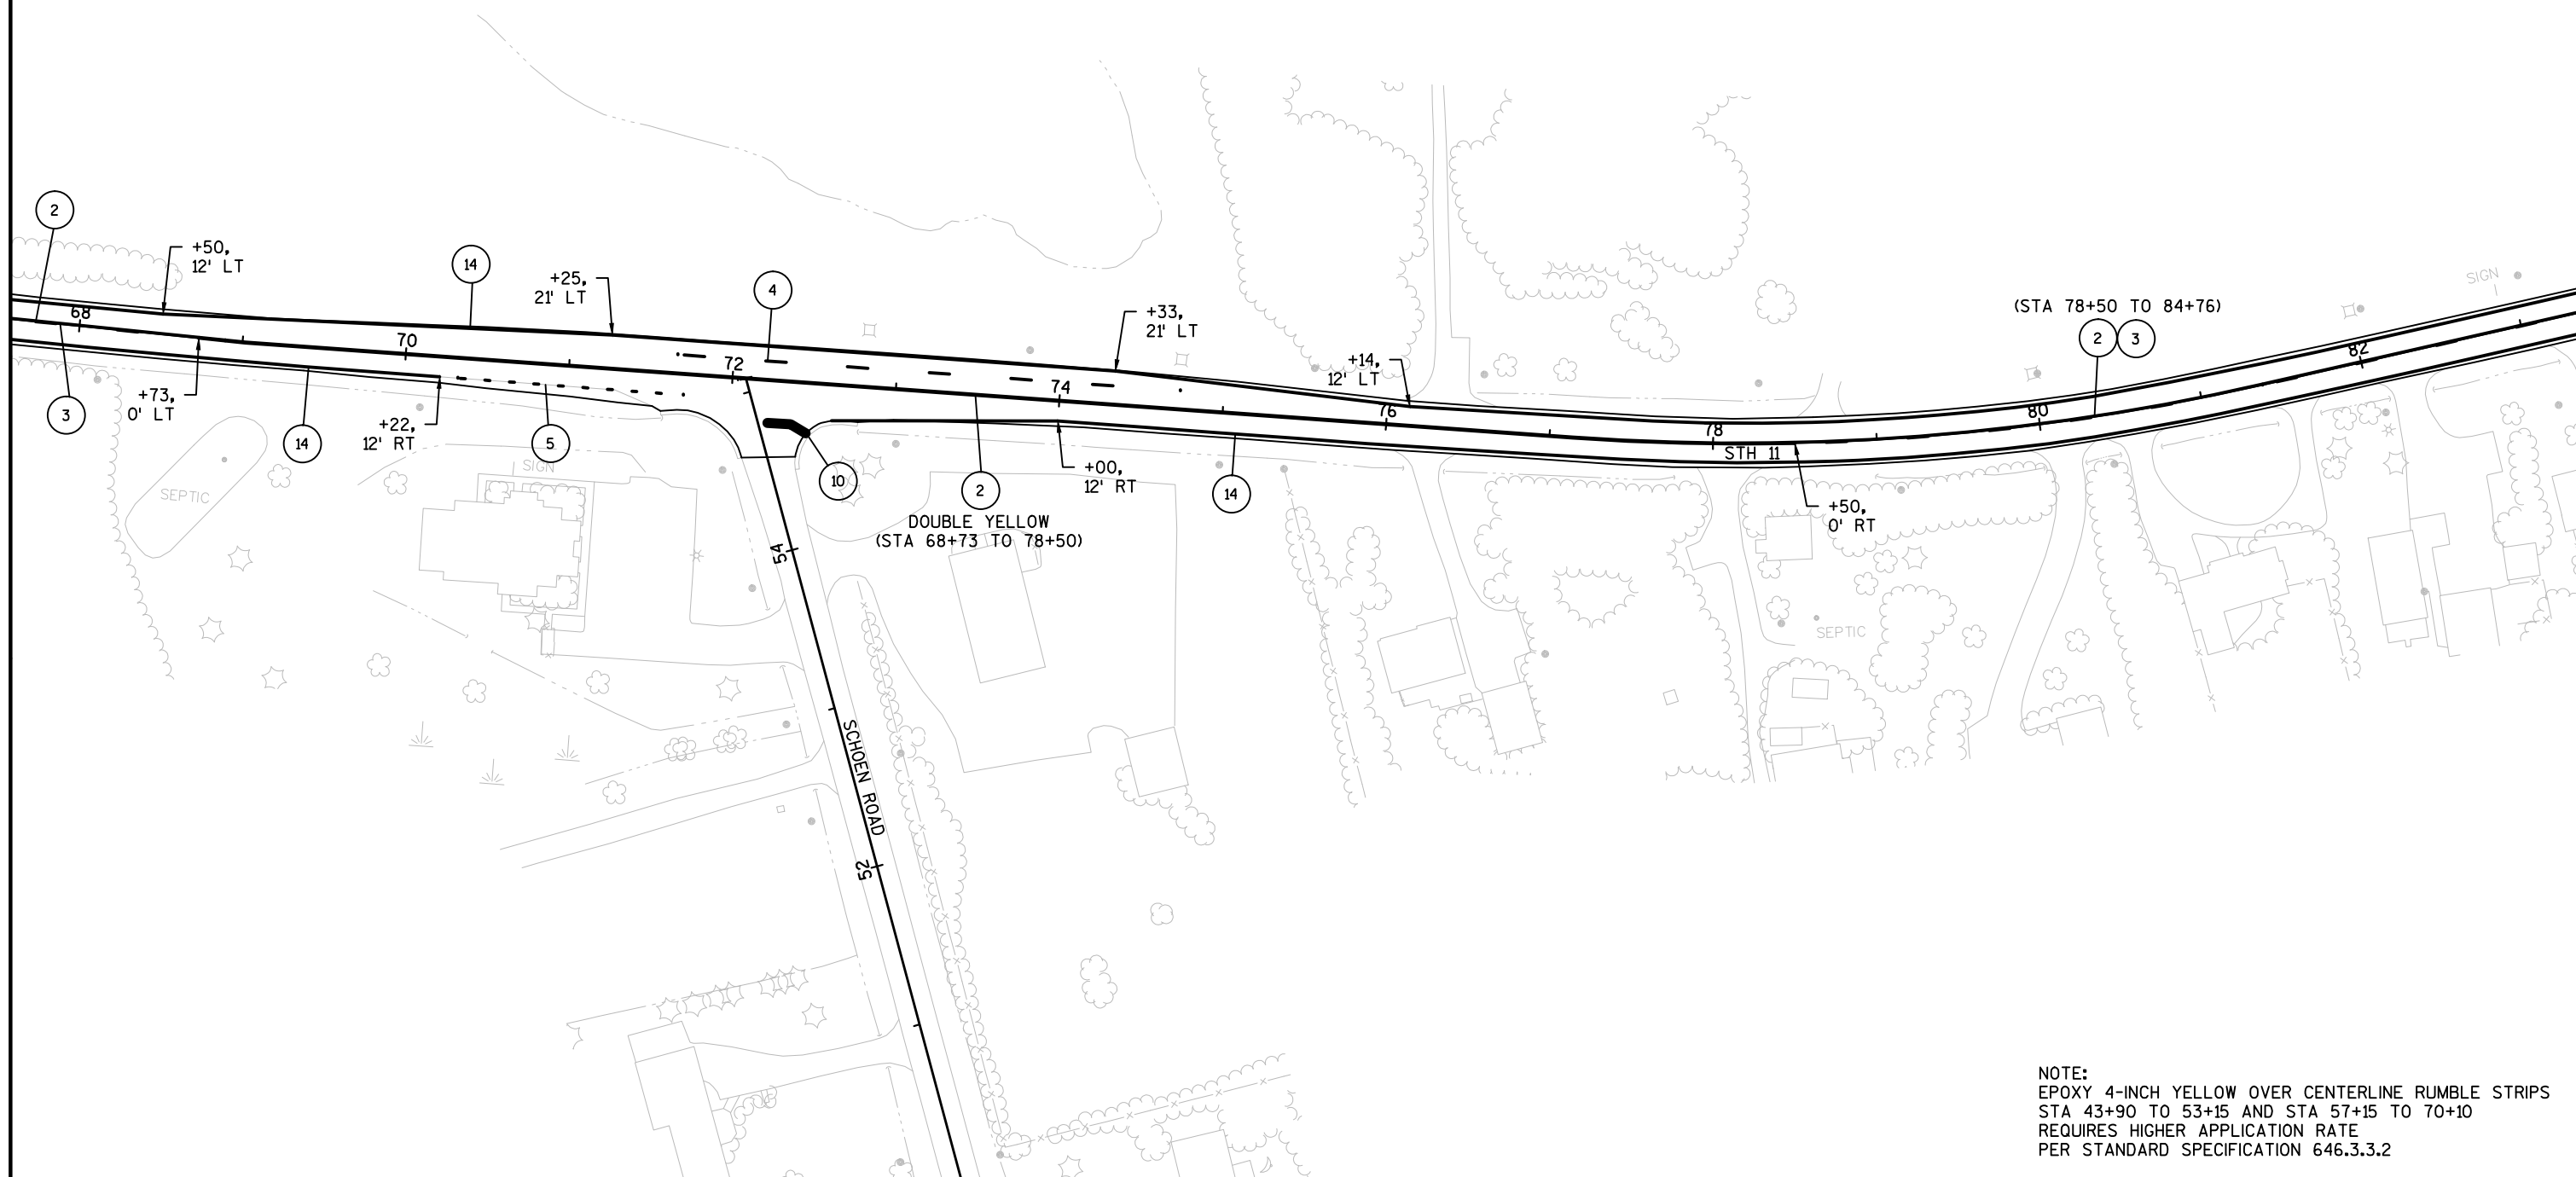 2
+50,
12' LT
14
+25,
21' LT
4
+33,
21' LT
+14,
12' LT
(STA 78+50 TO 84+76)
2 3
SIGN
68
70
72
74
76
78
80
82
STH 11
3
+73,
0' LT
14
+22,
12' RT
5
10
2
DOUBLE YELLOW
(STA 68+73 TO 78+50)
+00,
12' RT
14
+50,
0' RT
SEPTIC
SIGN
54
SEPTIC
SCHOEN ROAD
52
NOTE:
EPOXY 4-INCH YELLOW OVER CENTERLINE RUMBLE STRIPS
STA 43+90 TO 53+15 AND STA 57+15 TO 70+10
REQUIRES HIGHER APPLICATION RATE
PER STANDARD SPECIFICATION 646.3.3.2